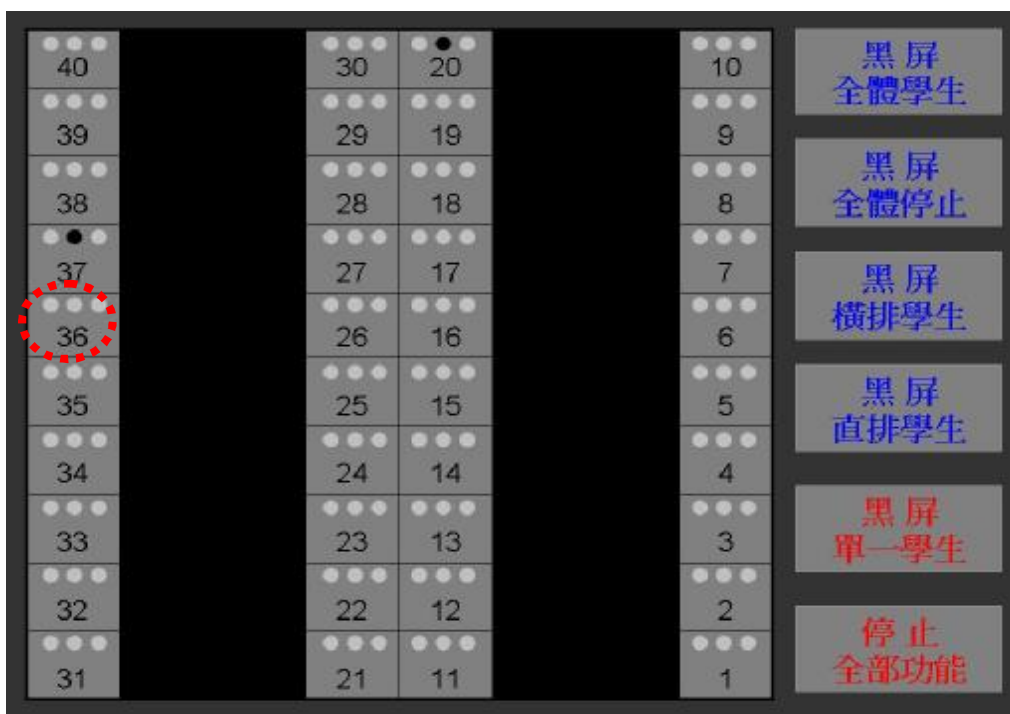 40 30 20 10
黑 屏
全體學生
39 29 19 9
38 28 18 8
黑 屏
全體停止
37 27 17 7
黑 屏
橫排學生
36 26 16 6
35 25 15 5
黑 屏
直排學生
34 24 14 4
33 23 13 3
黑 屏
單一學生
32 22 12 2
31 21 11 1
停 止
全部功能